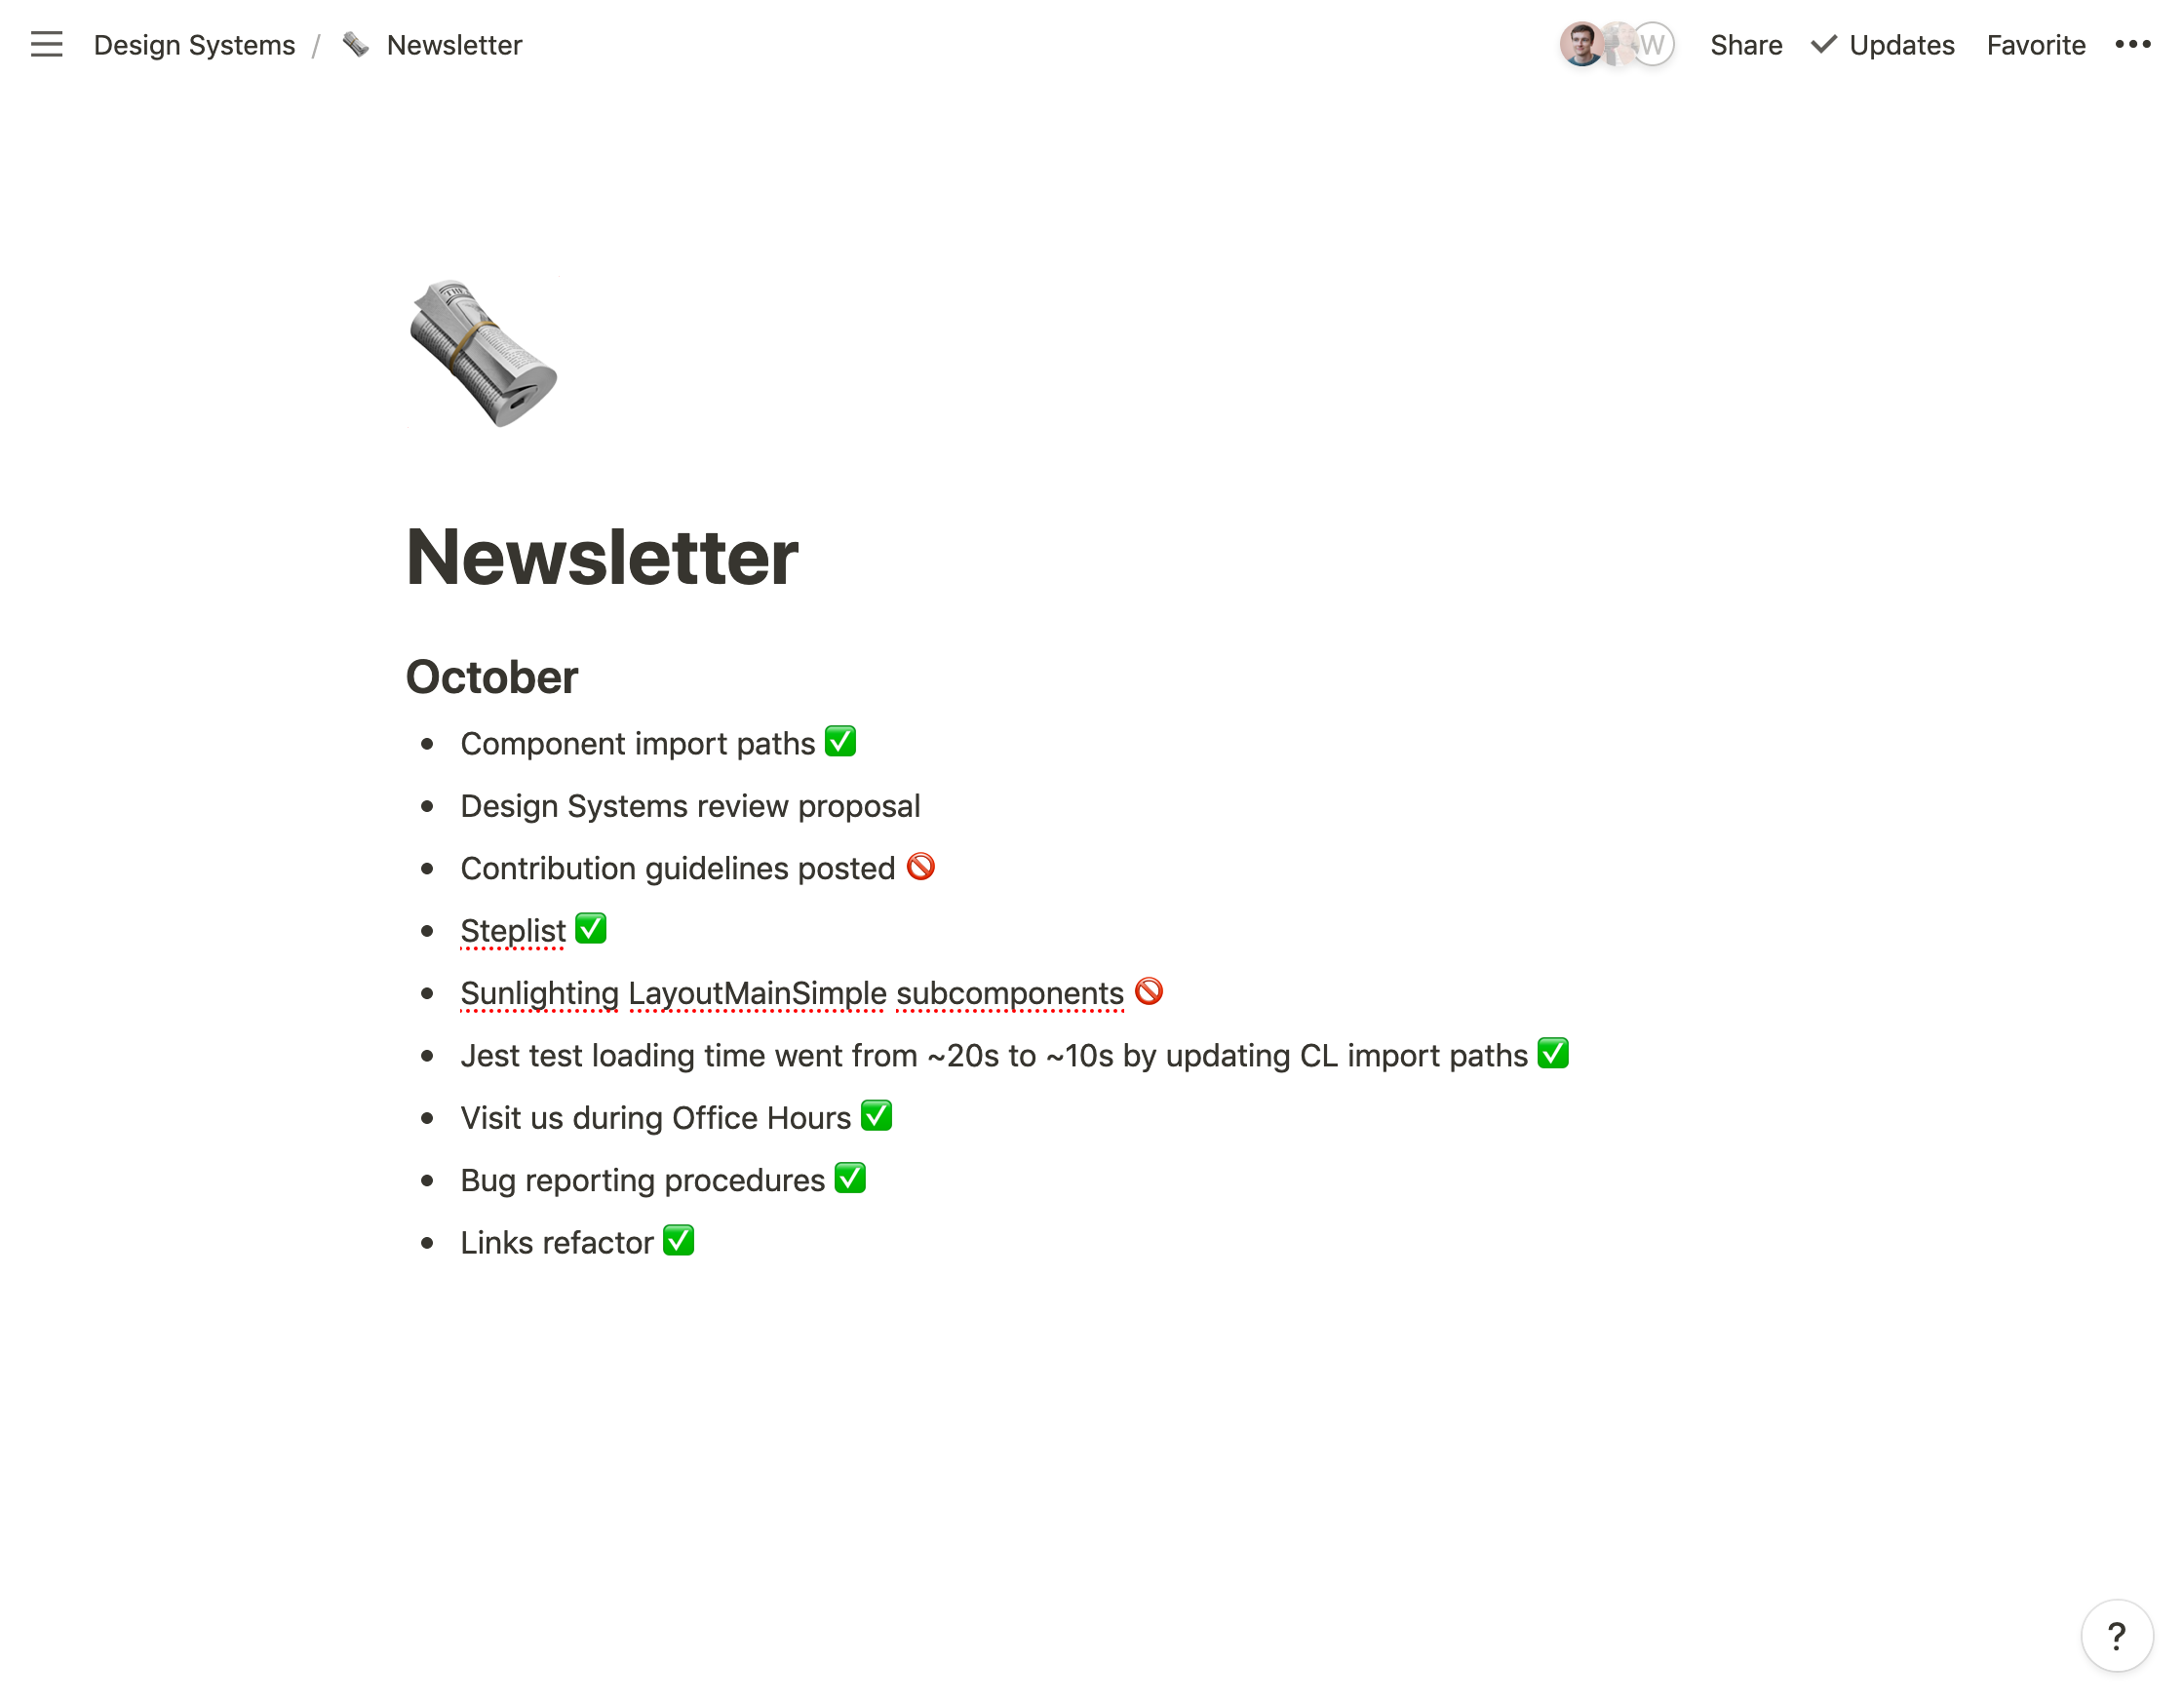 Design Systems / Newsletter
W Share Updates Favorite
Newsletter
October
Component import paths ✅
Design Systems review proposal
Contribution guidelines posted 🚫
Steplist ✅
Sunlighting LayoutMainSimple subcomponents 🚫
Jest test loading time went from ~20s to ~10s by updating CL import paths ✅
Visit us during Office Hours ✅
Bug reporting procedures ✅
Links refactor ✅
?